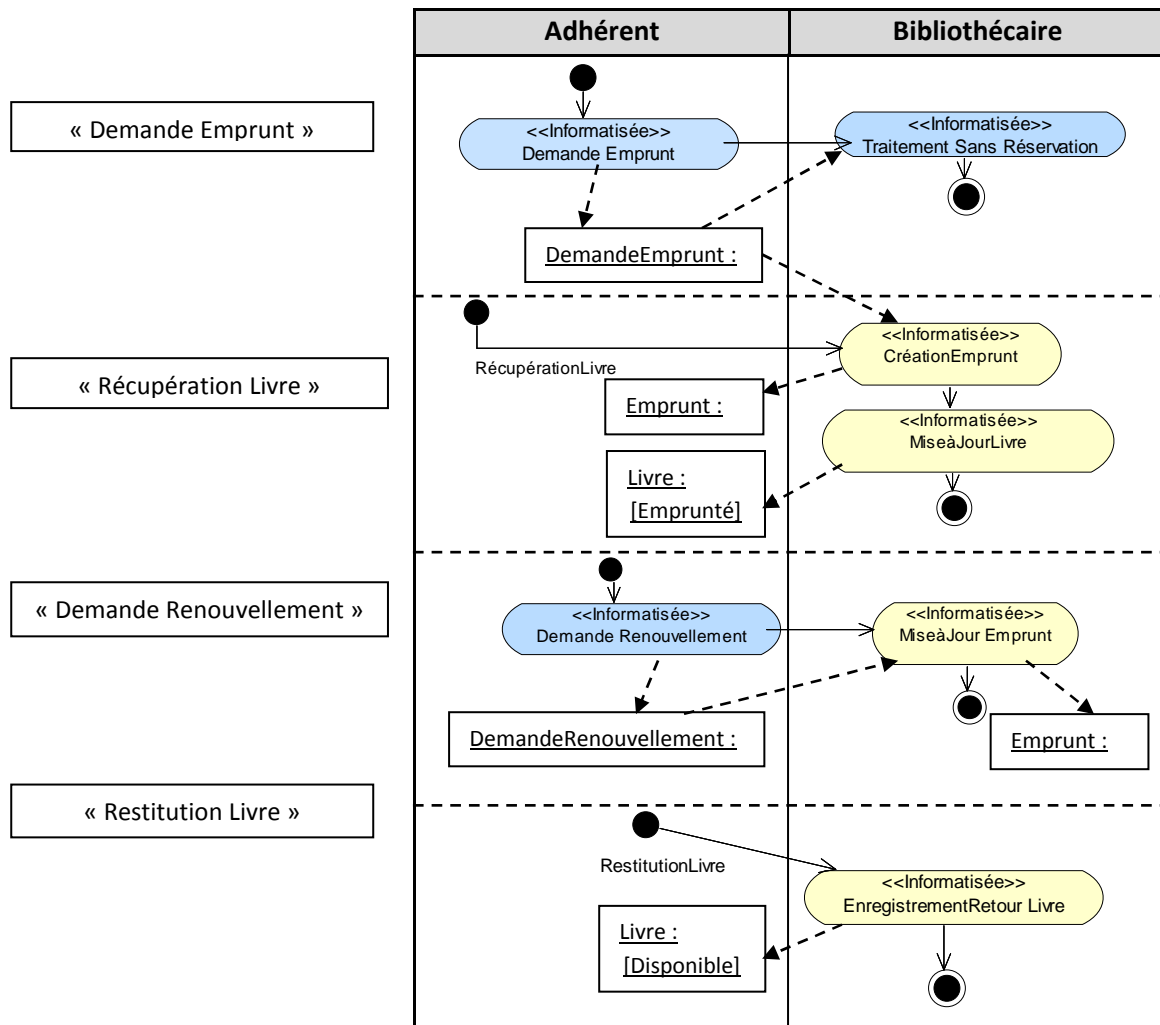 Adhérent
Bibliothécaire
« Demande Emprunt »
<<Informatisée>>
Demande Emprunt
<<Informatisée>>
Traitement Sans Réservation
DemandeEmprunt :
« Récupération Livre »
RécupérationLivre
<<Informatisée>>
CréationEmprunt
Emprunt :
<<Informatisée>>
MiseàJourLivre
Livre :
[Emprunté]
« Demande Renouvellement »
<<Informatisée>>
Demande Renouvellement
<<Informatisée>>
MiseàJour Emprunt
DemandeRenouvellement :
Emprunt :
« Restitution Livre »
RestitutionLivre
<<Informatisée>>
EnregistrementRetour Livre
Livre :
[Disponible]